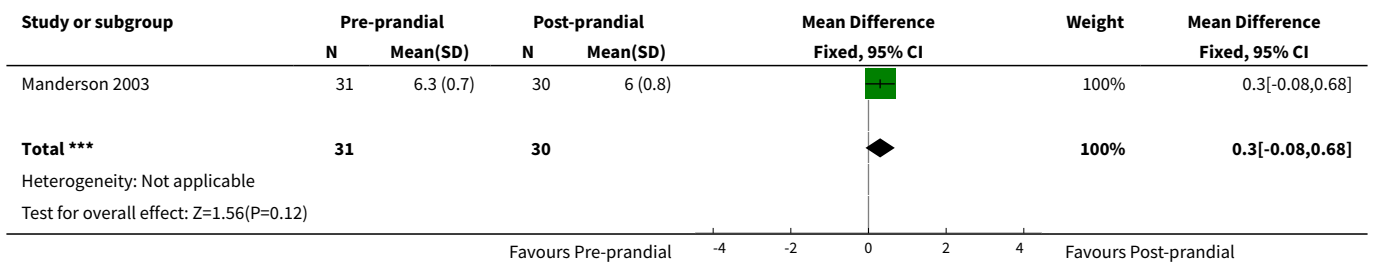 Study or subgroup Pre-prandial Post-prandial Mean Difference Weight Mean Difference
N Mean(SD) N Mean(SD) Fixed, 95% CI Fixed, 95% CI
Manderson 2003 31 6.3 (0.7) 30 6 (0.8) 100% 0.3[-0.08,0.68]
Total *** 31 30 100% 0.3[-0.08,0.68]
Heterogeneity: Not applicable
Test for overall effect: Z=1.56(P=0.12)
Favours Pre-prandial -4 -2 0 2 4 Favours Post-prandial